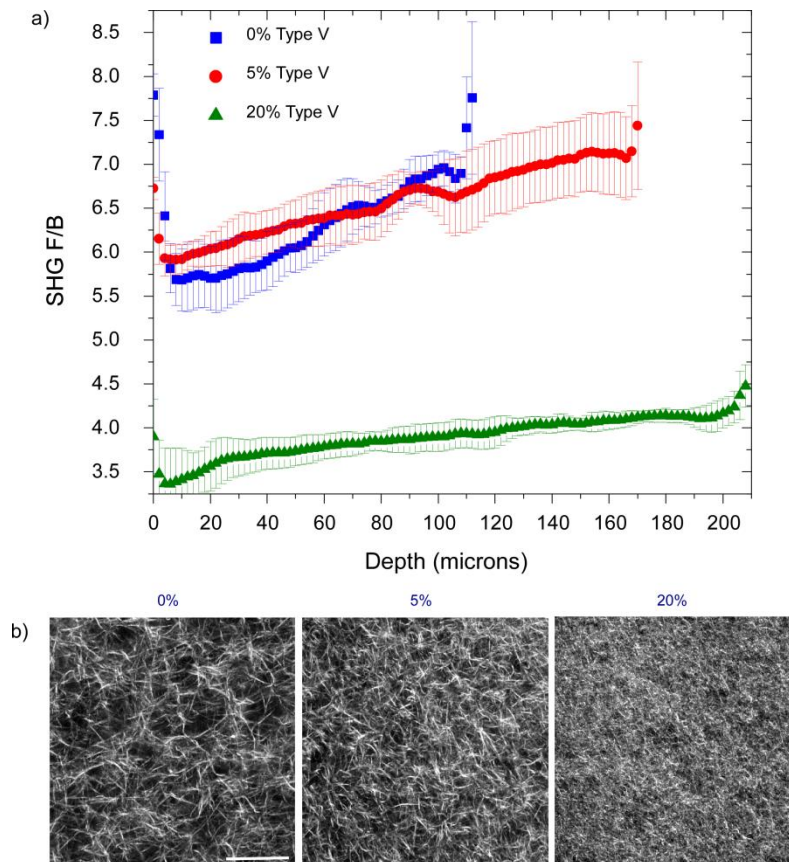 a)
8.5
8.0
7.5
7.0
6.5
6.0
5.5
5.0
4.5
4.0
3.5
SHG F/B
0% Type V
5% Type V
20% Type V
0 20 40 60 80 100 120 140 160 180 200
Depth (microns)
0% 5% 20%
b)